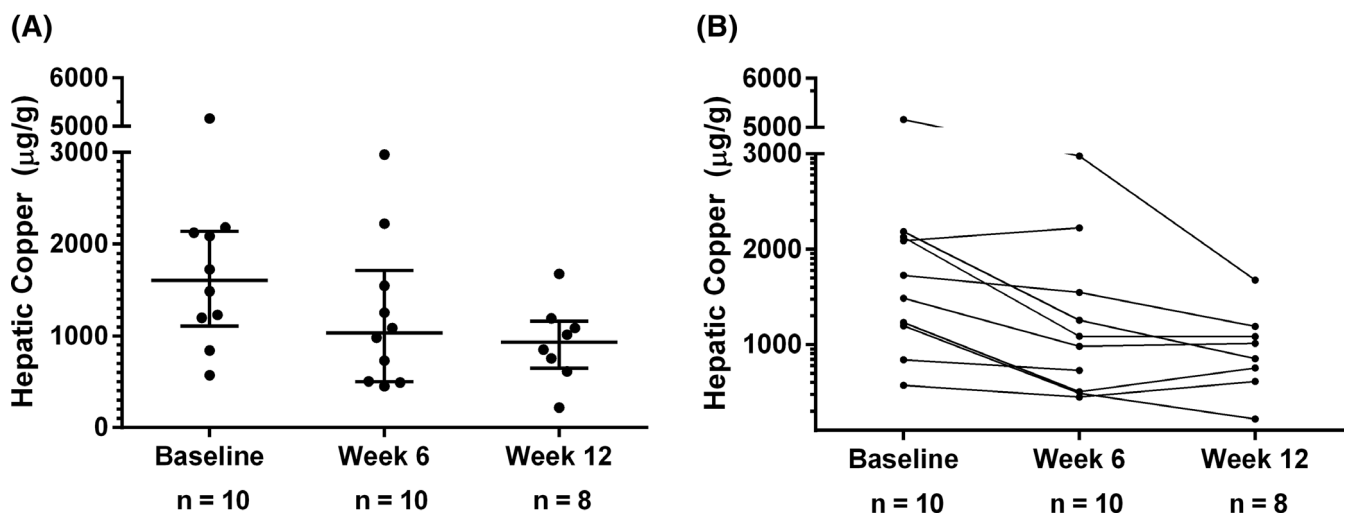 (A)
Hepatic Copper (μg/g)
6000
5000
3000
2000
1000
0
Baseline
Week 6
Week 12
n = 10
n = 10
n = 8
(B)
Hepatic Copper (μg/g)
6000
5000
3000
2000
1000
Baseline
Week 6
Week 12
n = 10
n = 10
n = 8